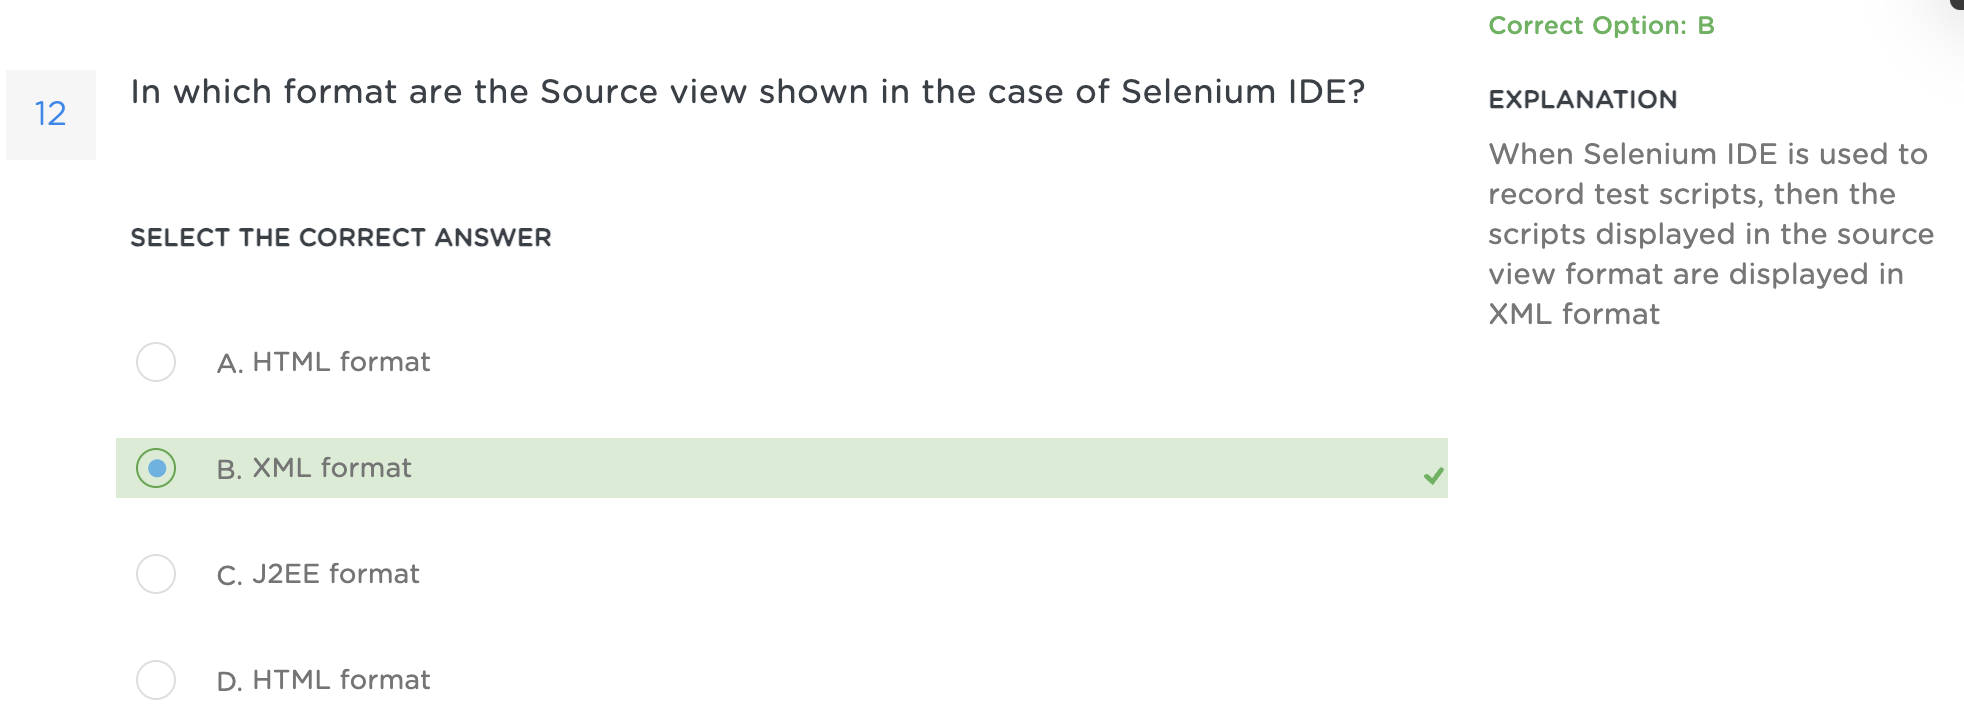 12
In which format are the Source view shown in the case of Selenium IDE?
SELECT THE CORRECT ANSWER
A. HTML format
B. XML format
C. J2EE format
D. HTML format
Correct Option: B
EXPLANATION
When Selenium IDE is used to
record test scripts, then the
scripts displayed in the source
view format are displayed in
XML format